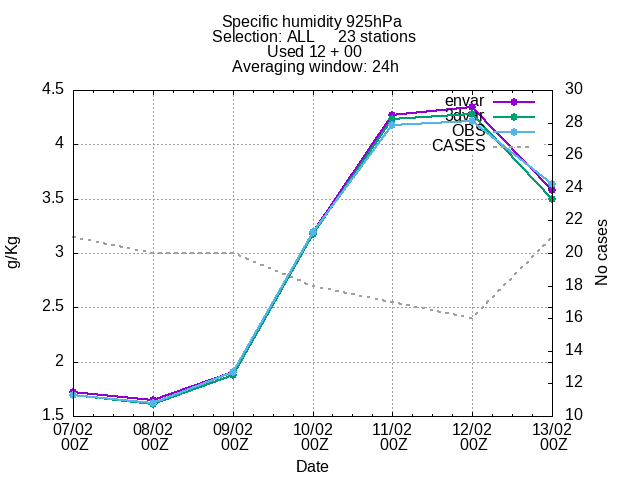 Specific humidity 925hPa
Selection: ALL 23 stations
Used 12 + 00
Averaging window: 24h
4.5
4
3.5
3
2.5
2
1.5
g/Kg
30
28
26
24
22
20
18
16
14
12
10
No cases
envar
3dvar
OBS
CASES
07/02 08/02 09/02 10/02 11/02 12/02 13/02
00Z 00Z 00Z 00Z 00Z 00Z 00Z
Date